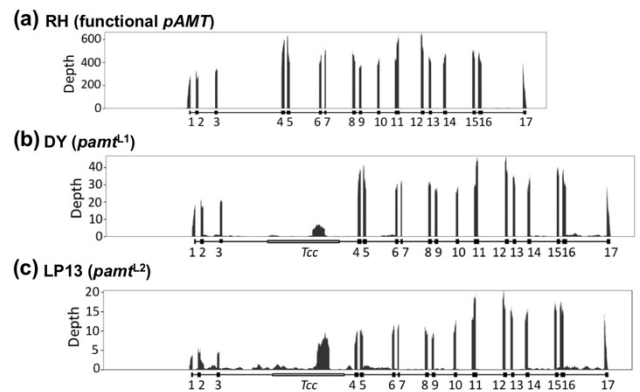 (a) RH (functional pAMT)
600
400
200
0
Depth
1 2 3 4 5 6 7 8 9 10 11 12 13 14 15 16 17
(b) DY (pamtL1)
40
30
20
10
0
Depth
1 2 3 Tcc 4 5 6 7 8 9 10 11 12 13 14 15 16 17
(c) LP13 (pamtL2)
20
15
10
5
0
Depth
1 2 3 Tcc 4 5 6 7 8 9 10 11 12 13 14 15 16 17